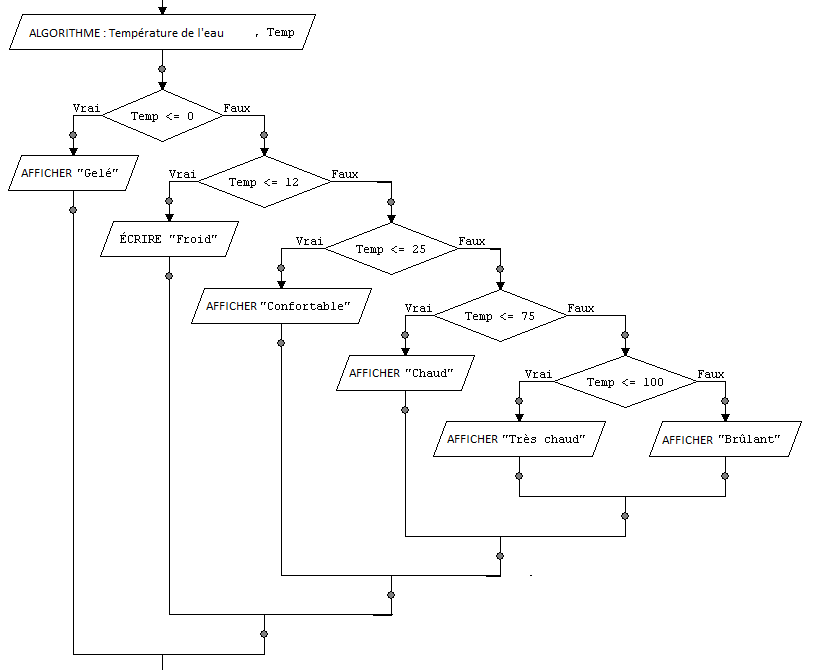 ALGORITHME : Température de l'eau , Temp
Vrai
Temp <= 0
Faux
AFFICHER "Gelé"
Vrai
Temp <= 12
Faux
ÉCRIRE "Froid"
Vrai
Temp <= 25
Faux
AFFICHER "Confortable"
Vrai
Temp <= 75
Faux
AFFICHER "Chaud"
Vrai
Temp <= 100
Faux
AFFICHER "Très chaud"
AFFICHER "Brûlant"